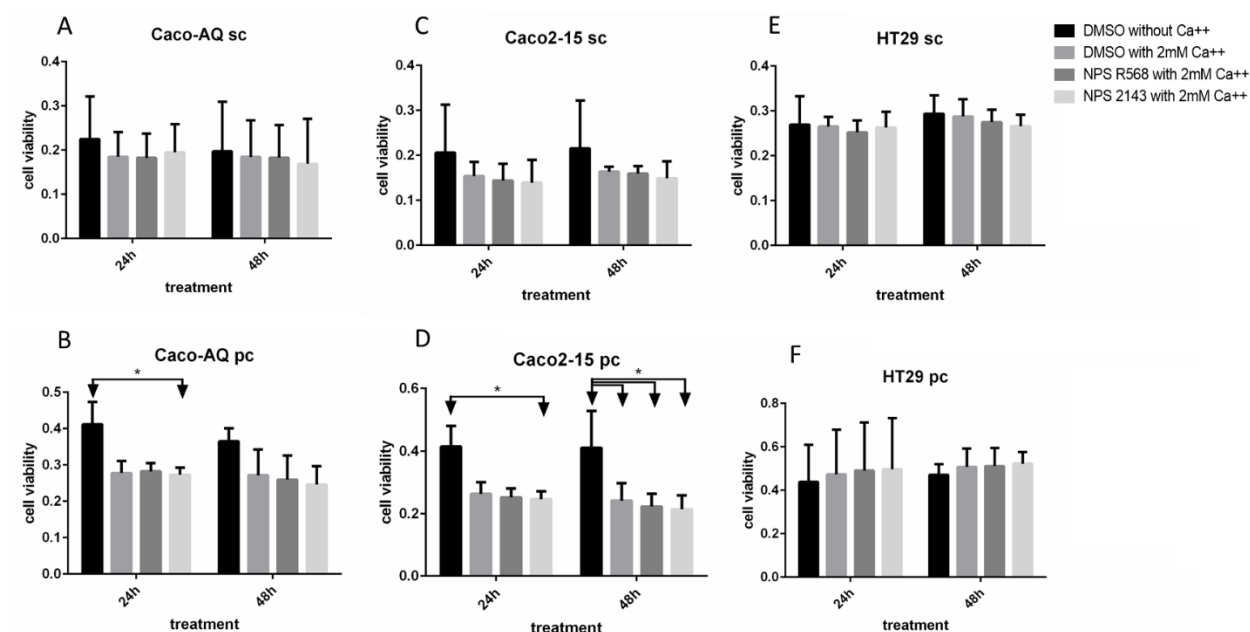 A
Caco-AQ sc
cell viability
0.4
0.3
0.2
0.1
0.0
24h
48h
treatment
C
Caco2-15 sc
cell viability
0.4
0.3
0.2
0.1
0.0
24h
48h
treatment
E
HT29 sc
cell viability
0.4
0.3
0.2
0.1
0.0
24h
48h
treatment
DMSO without Ca++
DMSO with 2mM Ca++
NPS R568 with 2mM Ca++
NPS 2143 with 2mM Ca++
B
Caco-AQ pc
*
cell viability
0.5
0.4
0.3
0.2
0.1
0.0
24h
48h
treatment
D
Caco2-15 pc
*
*
cell viability
0.6
0.4
0.2
0.0
24h
48h
treatment
F
HT29 pc
cell viability
0.8
0.6
0.4
0.2
0.0
24h
48h
treatment